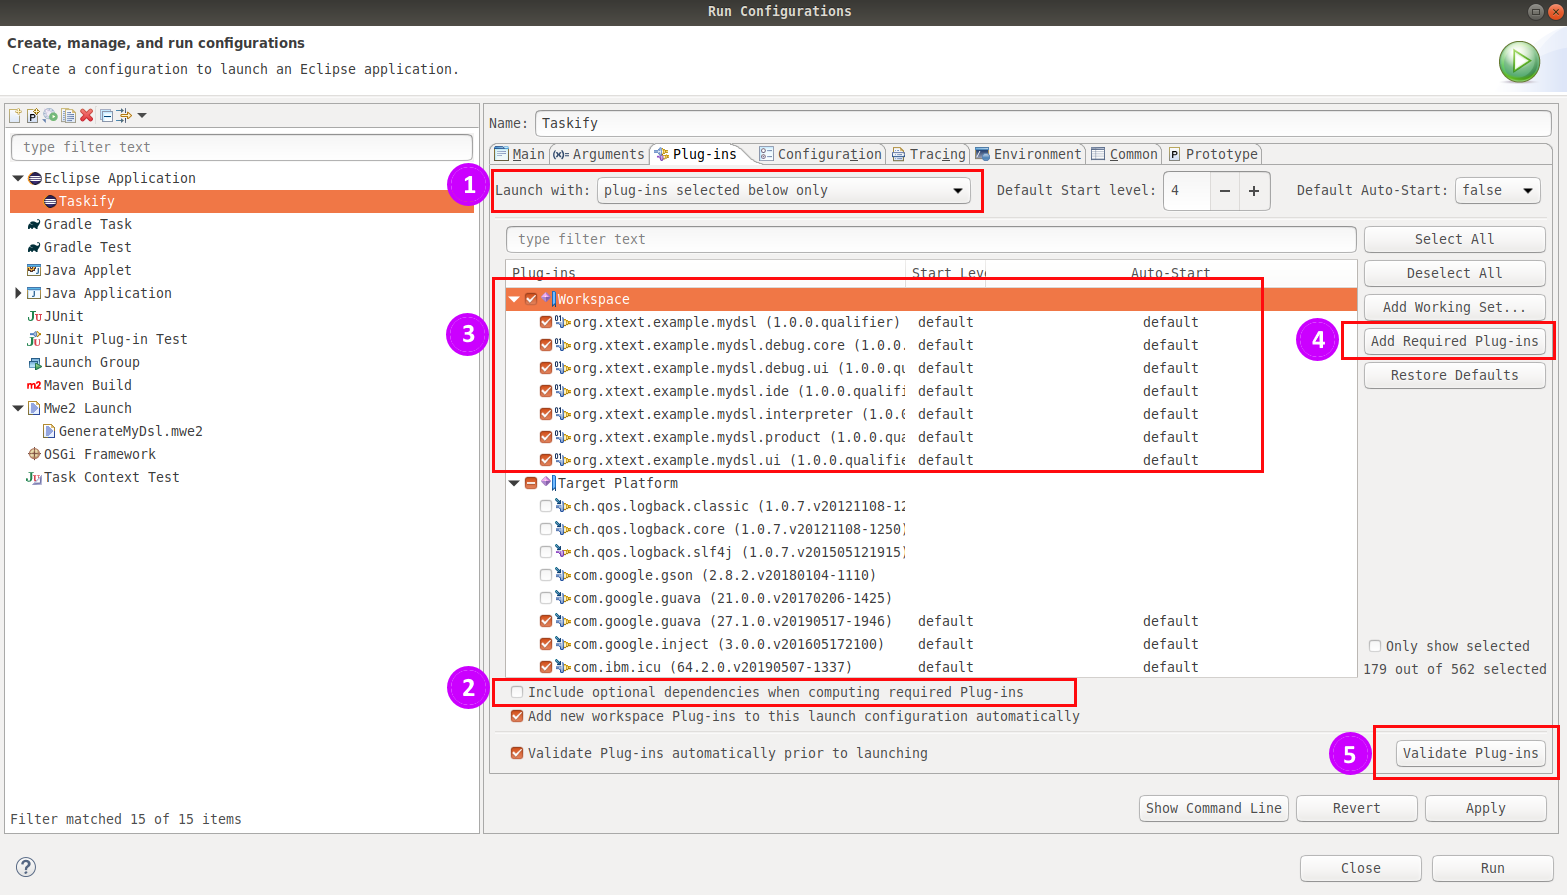 Run Configurations
Create, manage, and run configurations
Create a configuration to launch an Eclipse application.
type filter text
Eclipse Application
Taskify
Gradle Task
Gradle Test
Java Applet
Java Application
JUnit
JUnit Plug-in Test
Launch Group
Maven Build
Mwe2 Launch
GenerateMyDsl.mwe2
OSGi Framework
Task Context Test
Filter matched 15 of 15 items
Name: Taskify
Main (x)= Arguments Plug-ins Configuration Tracing Environment Common P Prototype
1 Launch with: plug-ins selected below only Default Start level: 4 - + Default Auto-Start: false
type filter text Select All
Plug-ins Start Leve Auto-Start Deselect All
Workspace Add Working Set...
3 org.xtext.example.mydsl (1.0.0.qualifier) default default
org.xtext.example.mydsl.debug.core (1.0.0. default default
4 Add Required Plug-ins
org.xtext.example.mydsl.debug.ui (1.0.0.qu default default
Restore Defaults
org.xtext.example.mydsl.ide (1.0.0.qualifi default default
org.xtext.example.mydsl.interpreter (1.0.0 default default
org.xtext.example.mydsl.product (1.0.0.qua default default
org.xtext.example.mydsl.ui (1.0.0.qualifie default default
Target Platform
ch.qos.logback.classic (1.0.7.v20121108-12
ch.qos.logback.core (1.0.7.v20121108-1250)
ch.qos.logback.slf4j (1.0.7.v201505121915)
com.google.gson (2.8.2.v20180104-1110)
com.google.guava (21.0.0.v20170206-1425)
com.google.guava (27.1.0.v20190517-1946) default default
com.google.inject (3.0.0.v201605172100) default default
Only show selected
com.ibm.icu (64.2.0.v20190507-1337) default default
179 out of 562 selected
2 Include optional dependencies when computing required Plug-ins
Add new workspace Plug-ins to this launch configuration automatically
Validate Plug-ins automatically prior to launching
5 Validate Plug-ins
Show Command Line Revert Apply
? Close Run